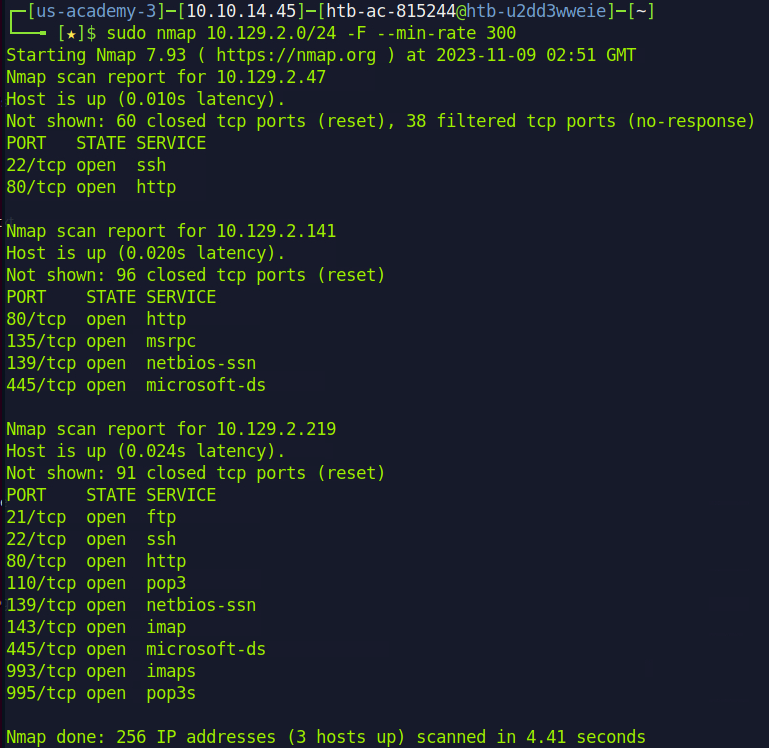 ┌─[us-academy-3]─[10.10.14.45]─[htb-ac-815244@htb-u2dd3wweie]─[~]
└──╼ [★]$ sudo nmap 10.129.2.0/24 -F --min-rate 300
Starting Nmap 7.93 ( https://nmap.org ) at 2023-11-09 02:51 GMT
Nmap scan report for 10.129.2.47
Host is up (0.010s latency).
Not shown: 60 closed tcp ports (reset), 38 filtered tcp ports (no-response)
PORT   STATE SERVICE
22/tcp open  ssh
80/tcp open  http

Nmap scan report for 10.129.2.141
Host is up (0.020s latency).
Not shown: 96 closed tcp ports (reset)
PORT    STATE SERVICE
80/tcp  open  http
135/tcp open  msrpc
139/tcp open  netbios-ssn
445/tcp open  microsoft-ds

Nmap scan report for 10.129.2.219
Host is up (0.024s latency).
Not shown: 91 closed tcp ports (reset)
PORT    STATE SERVICE
21/tcp  open  ftp
22/tcp  open  ssh
80/tcp  open  http
110/tcp open  pop3
139/tcp open  netbios-ssn
143/tcp open  imap
445/tcp open  microsoft-ds
993/tcp open  imaps
995/tcp open  pop3s

Nmap done: 256 IP addresses (3 hosts up) scanned in 4.41 seconds